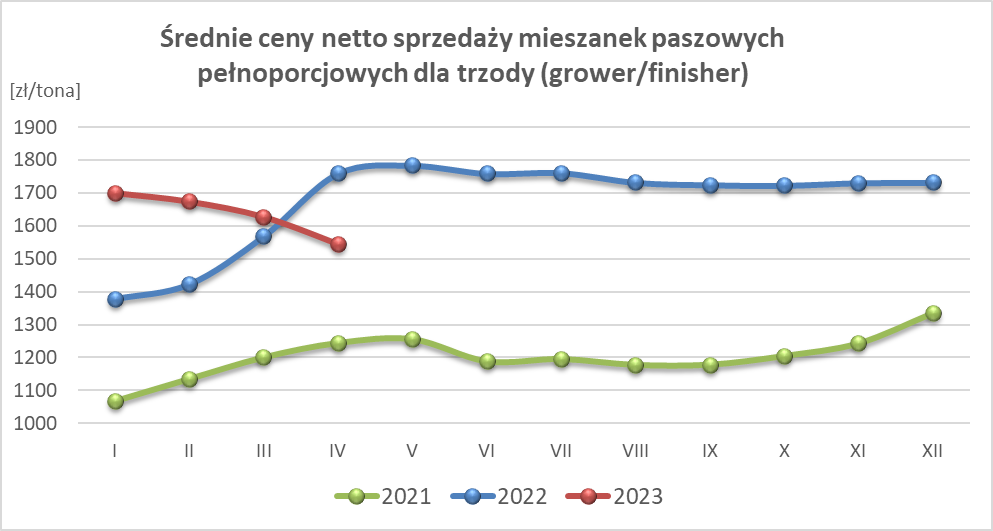 Średnie ceny netto sprzedaży mieszanek paszowych
pełnoporcjowych dla trzody (grower/finisher)
[zł/tona]
1900
1800
1700
1600
1500
1400
1300
1200
1100
1000
I II III IV V VI VII VIII IX X XI XII
2021 2022 2023